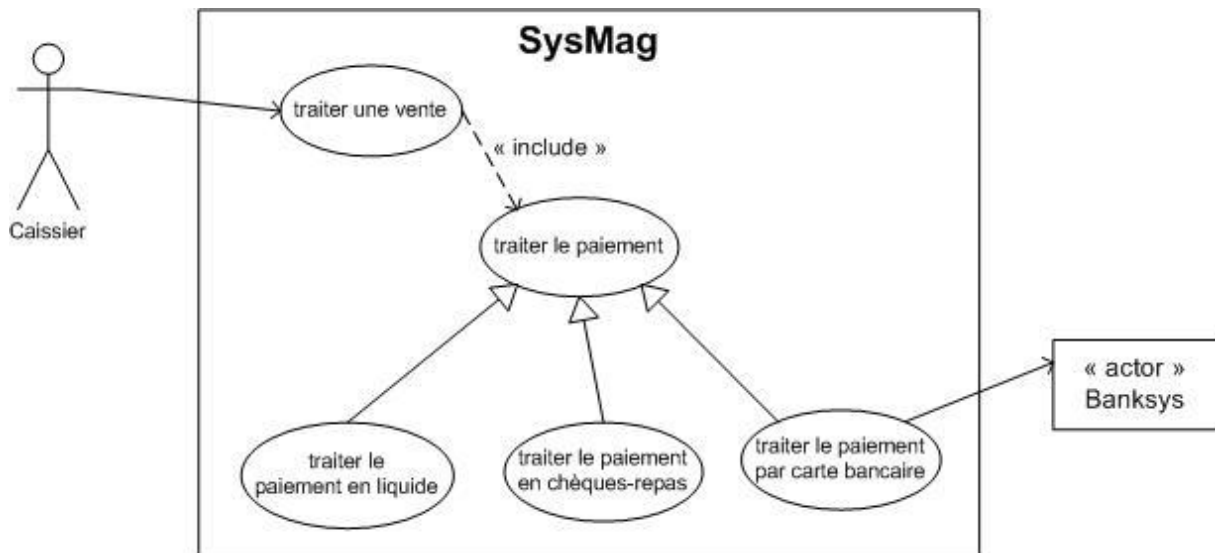 SysMag
traiter une vente
« include »
Caissier
traiter le paiement
« actor »
Banksys
traiter le
paiement en liquide
traiter le paiement
en chèques-repas
traiter le paiement
par carte bancaire